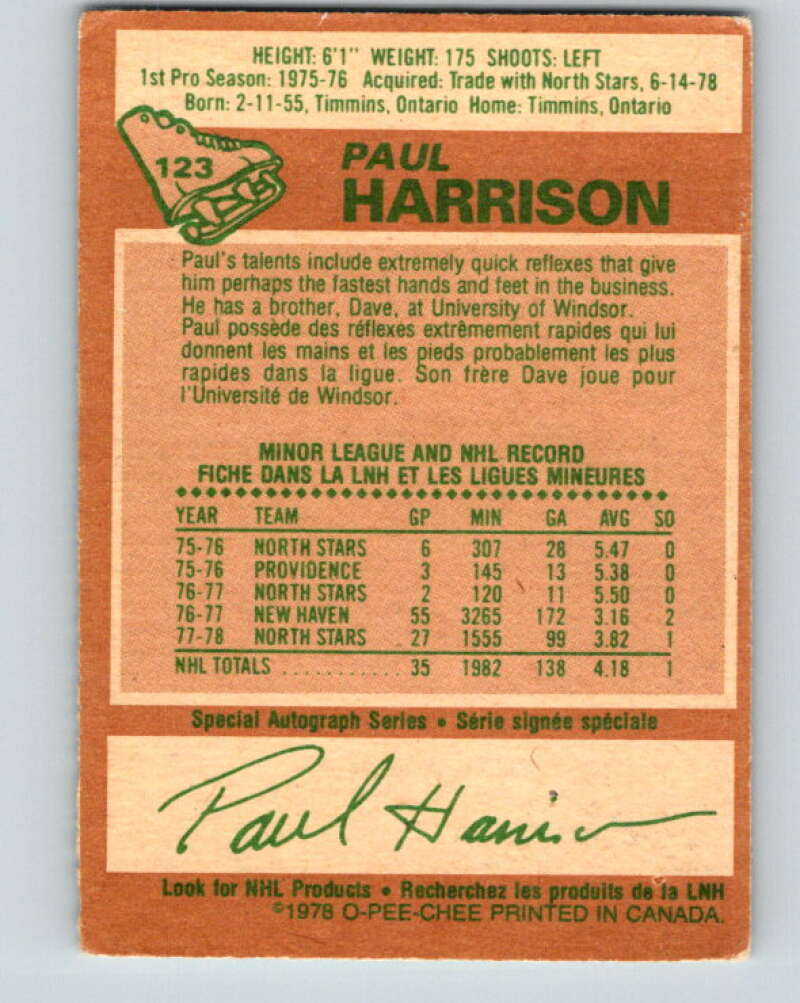 HEIGHT: 6'1" WEIGHT: 175 SHOOTS: LEFT
1st Pro Season: 1975-76 Acquired: Trade with North Stars, 6-14-78
Born: 2-11-55, Timmins, Ontario Home: Timmins, Ontario
123
PAUL
HARRISON
Paul's talents include extremely quick reflexes that give
him perhaps the fastest hands and feet in the business.
He has a brother, Dave, at University of Windsor.
Paul possède des réflexes extrêmement rapides qui lui
donnent les mains et les pieds probablement les plus
rapides dans la ligue. Son frère Dave joue pour
l'Université de Windsor.
MINOR LEAGUE AND NHL RECORD
FICHE DANS LA LNH ET LES LIGUES MINEURES
YEAR TEAM GP MIN GA AVG SO
75-76 NORTH STARS 6 307 28 5.47 0
75-76 PROVIDENCE 3 145 13 5.38 0
76-77 NORTH STARS 2 120 11 5.50 0
76-77 NEW HAVEN 55 3265 172 3.16 2
77-78 NORTH STARS 27 1555 99 3.82 1
NHL TOTALS ........... 35 1982 138 4.18 1
Special Autograph Series • Série signée spéciale
Paul Harrison
Look for NHL Products • Recherchez les produits de la LNH
©1978 O-PEE-CHEE PRINTED IN CANADA.